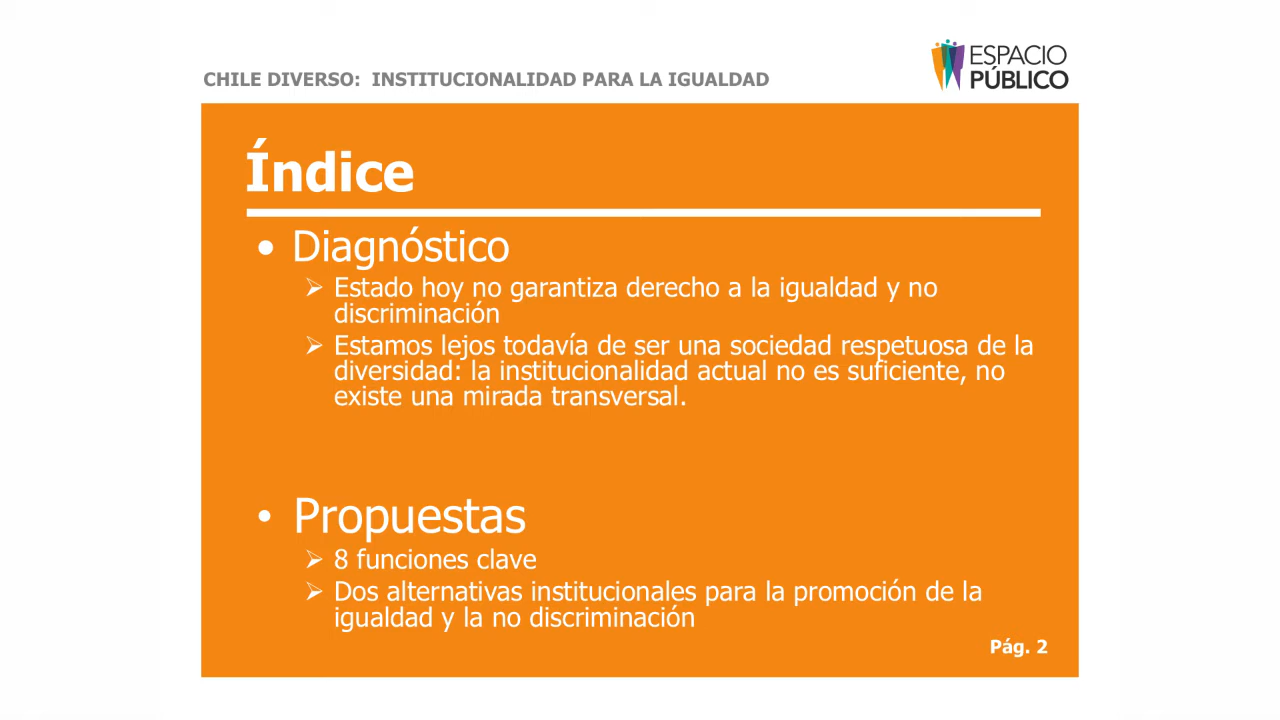 CHILE DIVERSO: INSTITUCIONALIDAD PARA LA IGUALDAD
ESPACIO
PÚBLICO
Índice
• Diagnóstico
➢ Estado hoy no garantiza derecho a la igualdad y no
discriminación
➢ Estamos lejos todavía de ser una sociedad respetuosa de la
diversidad: la institucionalidad actual no es suficiente, no
existe una mirada transversal.
• Propuestas
➢ 8 funciones clave
➢ Dos alternativas institucionales para la promoción de la
igualdad y la no discriminación
Pág. 2